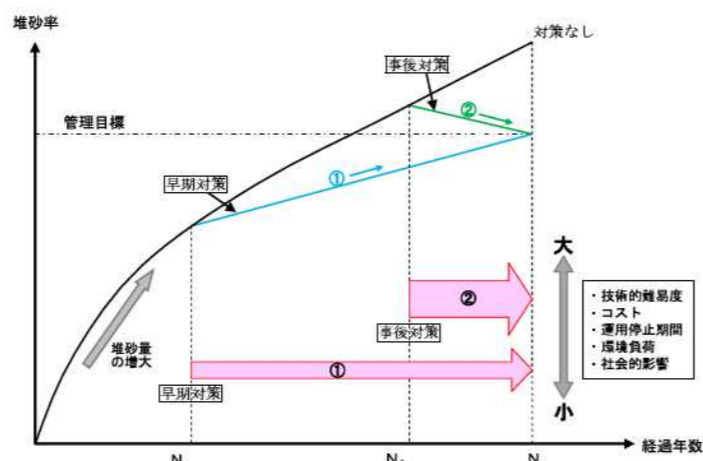 堆砂率
対策なし
事後対策
②
管理目標
①
早期対策
大
②
・技術的難易度
・コスト
・運用停止期間
・環境負荷
・社会的影響
事後対策
堆砂量
の増大
①
早期対策
小
経過年数
N
N
N